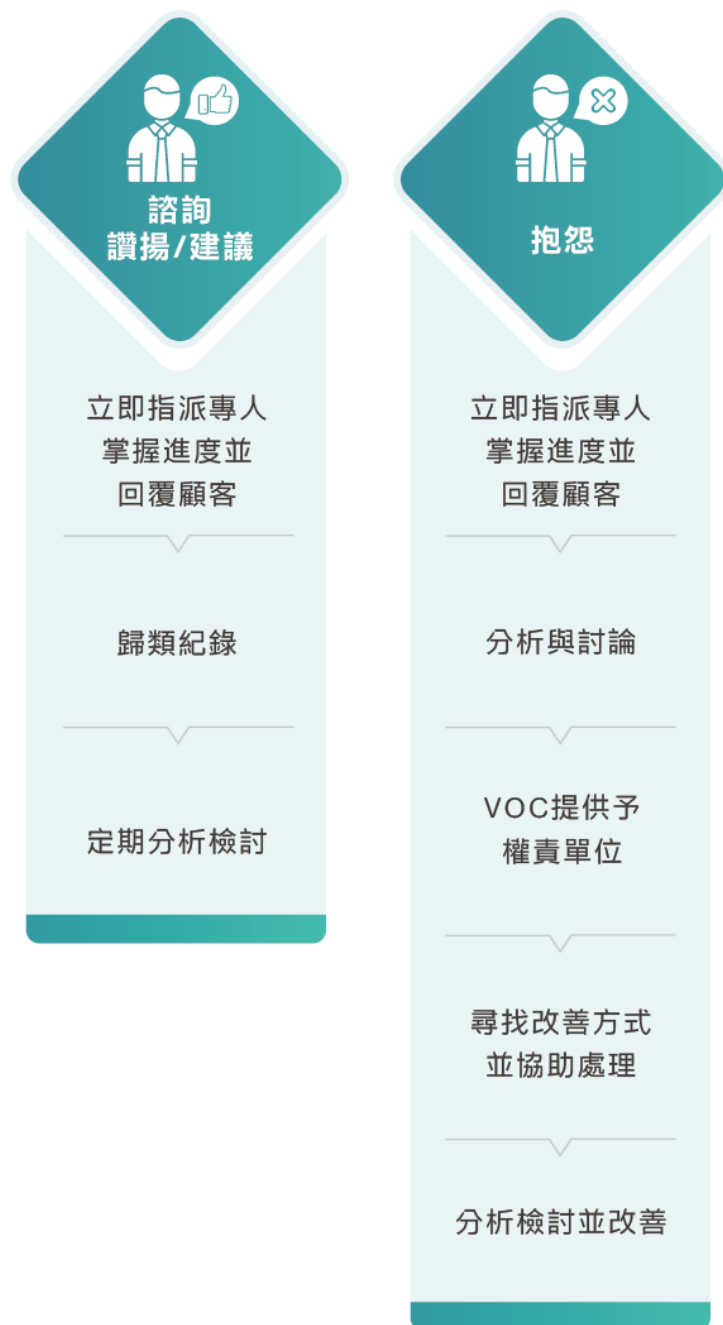 諮詢
讚揚/建議
立即指派專人
掌握進度並
回覆顧客
歸類紀錄
定期分析檢討
抱怨
立即指派專人
掌握進度並
回覆顧客
分析與討論
VOC提供予
權責單位
尋找改善方式
並協助處理
分析檢討並改善